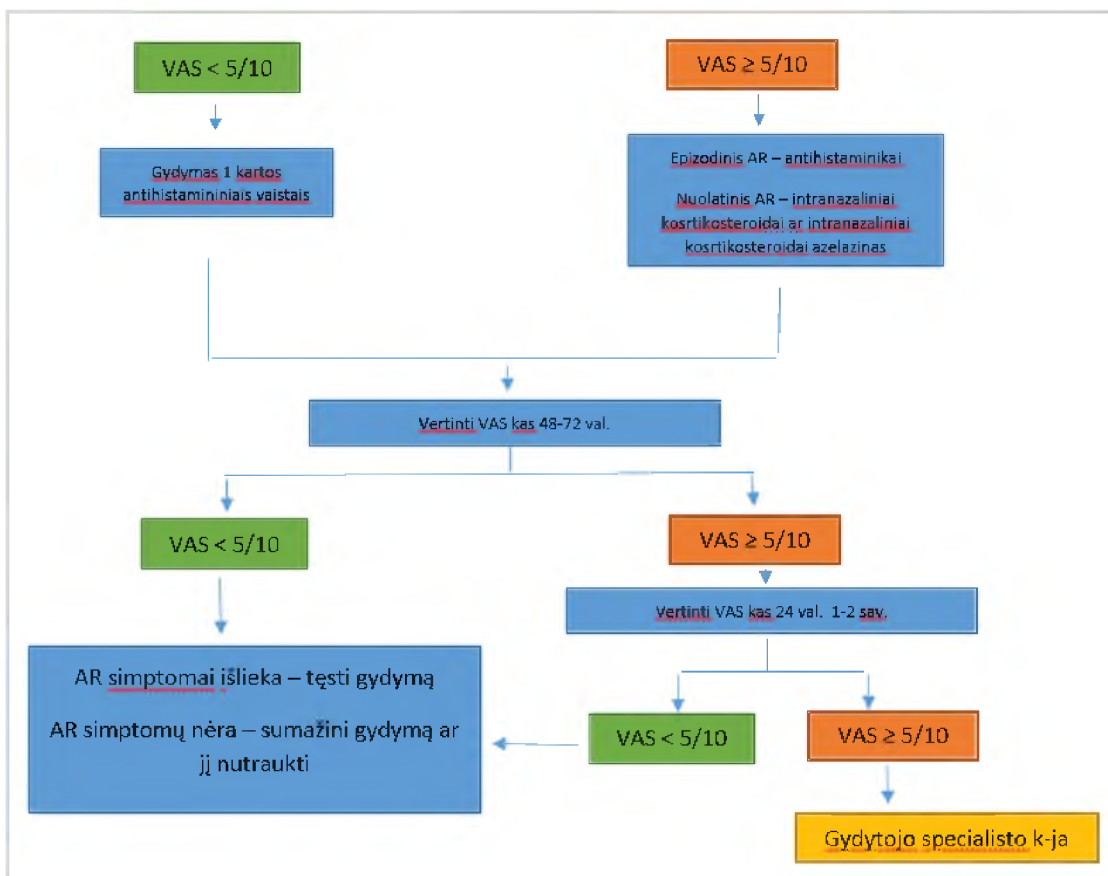 VAS < 5/10
VAS ≥ 5/10
Gydymas 1 kartos
antihistamininiais vaistais
Epizodinis AR – antihistaminikai
Nuolatinis AR – intranazaliniai
kosrtikosteroidai ar intranazaliniai
kosrtikosteroidai azelazinas
Vertinti VAS kas 48-72 val.
VAS < 5/10
VAS ≥ 5/10
Vertinti VAS kas 24 val. 1-2 sav.
AR simptomai išlieka – tęsti gydymą
AR simptomų nėra – sumažini gydymą ar
jį nutraukti
VAS < 5/10
VAS ≥ 5/10
Gydytojo specialisto k-ja